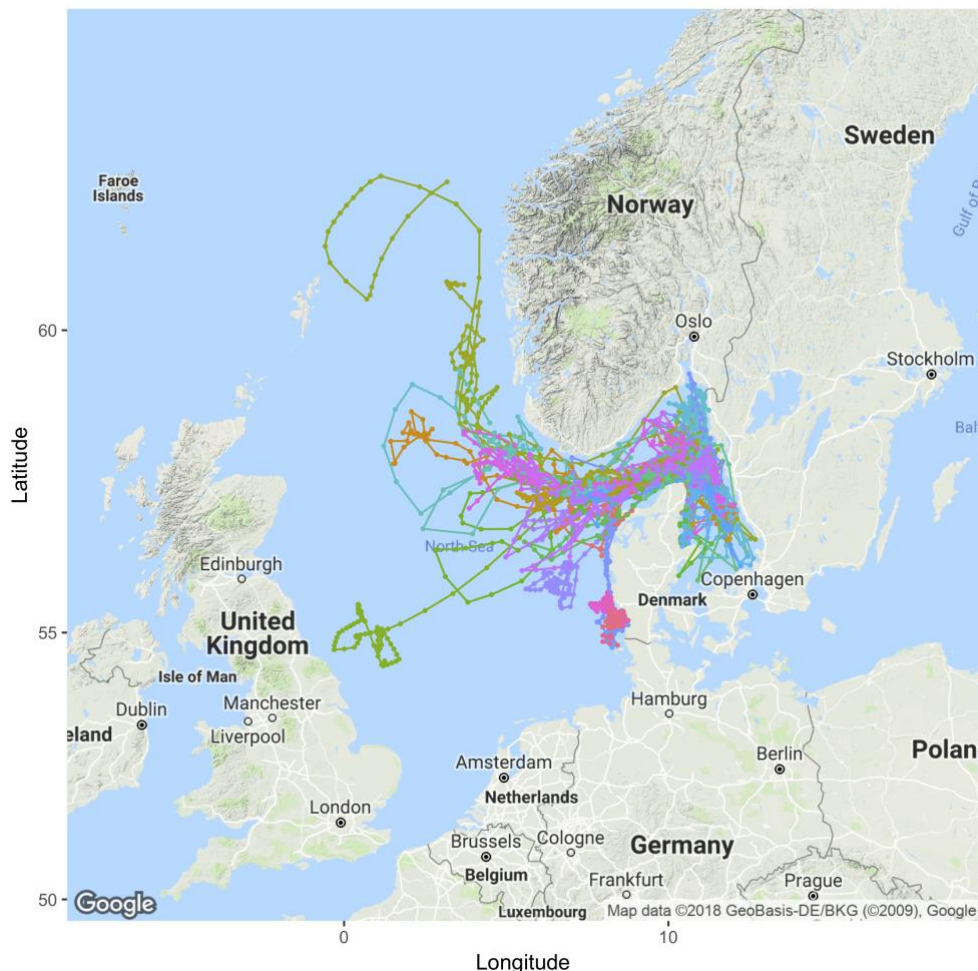 Sweden
Faroe
Islands
Norway
Gulf of
60
Oslo
Stockholm
Latitude
North Sea
Edinburgh
Copenhagen
Denmark
55
United
Kingdom
Isle of Man
Dublin
Manchester
Hamburg
eland
Liverpool
Polan
Berlin
Amsterdam
Netherlands
London
Brussels
Cologne
Germany
Belgium
Frankfurt
Prague
50
Google
Luxembourg
Map data ©2018 GeoBasis-DE/BKG (©2009), Google
0
10
Longitude